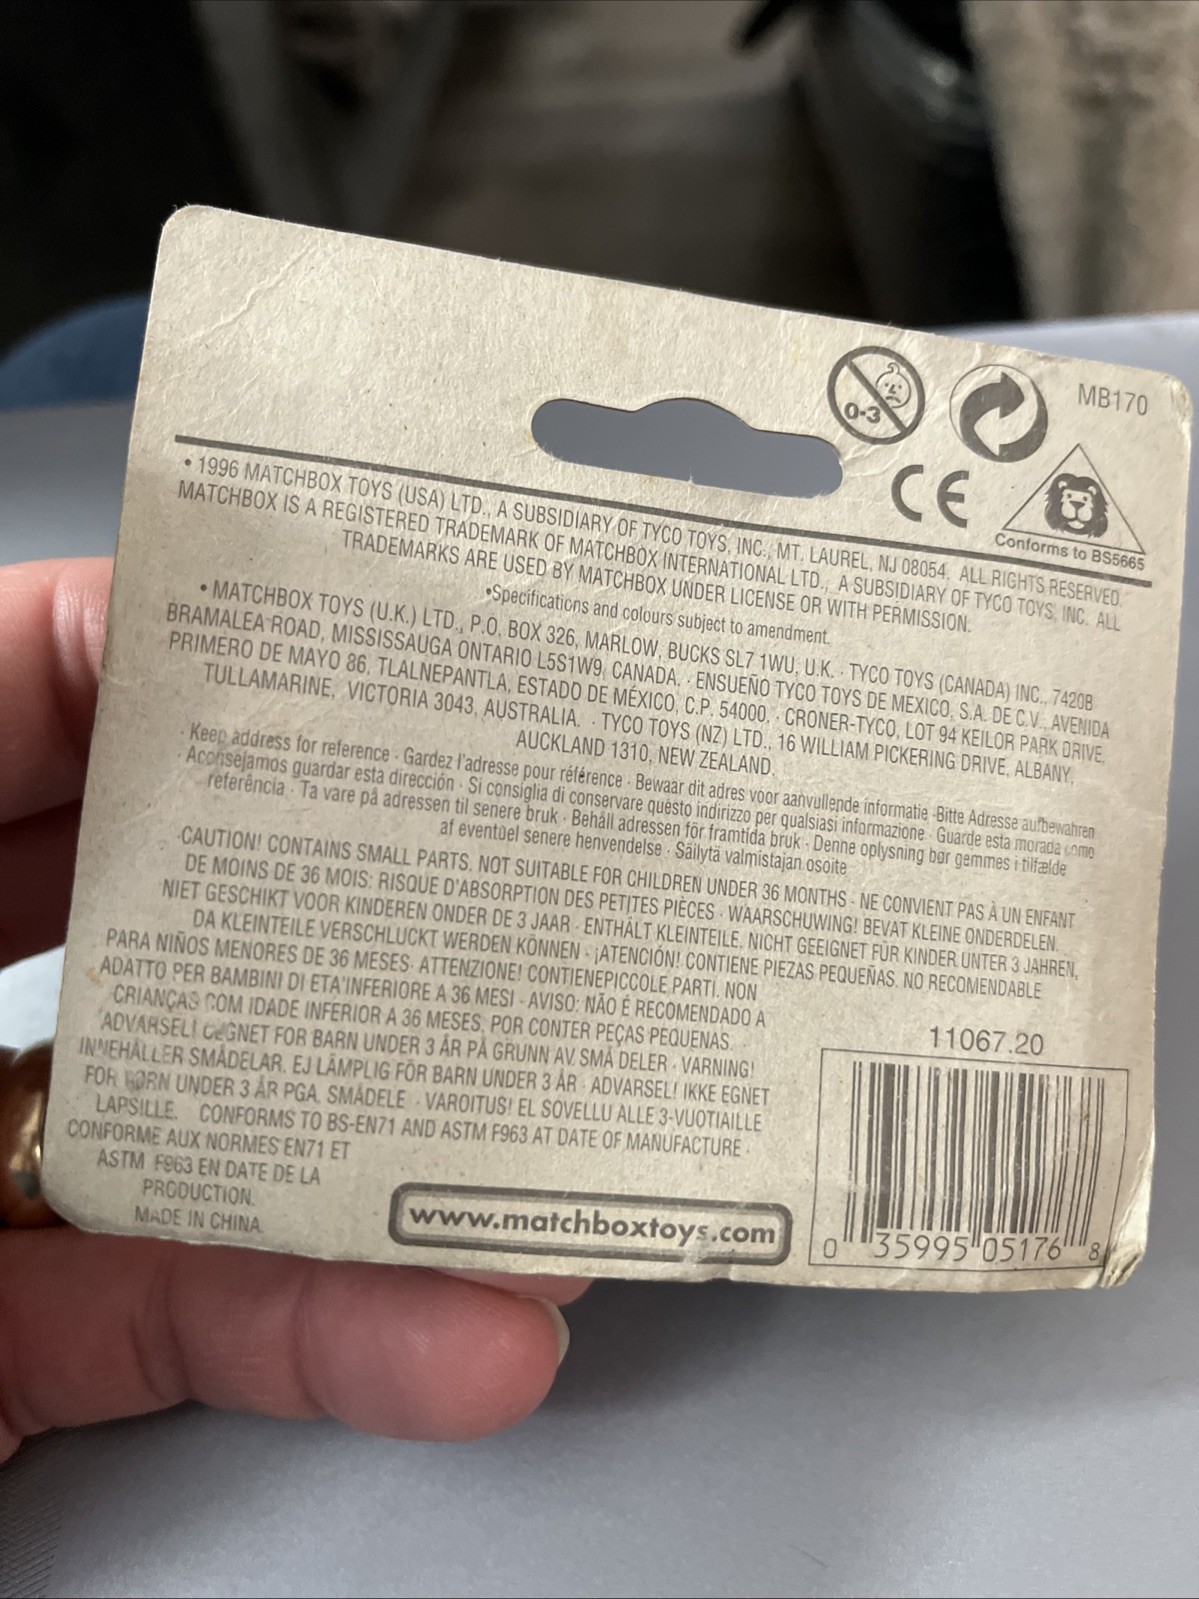 MB170
0-3
CE
Conforms to BS5665
• 1996 MATCHBOX TOYS (USA) LTD., A SUBSIDIARY OF TYCO TOYS, INC., MT. LAUREL, NJ 08054. ALL RIGHTS RESERVED.
MATCHBOX IS A REGISTERED TRADEMARK OF MATCHBOX INTERNATIONAL LTD., A SUBSIDIARY OF TYCO TOYS, INC. ALL
TRADEMARKS ARE USED BY MATCHBOX UNDER LICENSE OR WITH PERMISSION.
•Specifications and colours subject to amendment.
• MATCHBOX TOYS (U.K.) LTD., P.O. BOX 326, MARLOW, BUCKS SL7 1WU, U.K. · TYCO TOYS (CANADA) INC., 7420B
BRAMALEA ROAD, MISSISSAUGA ONTARIO L5S1W9, CANADA. · ENSUEÑO TYCO TOYS DE MEXICO, S.A. DE C.V., AVENIDA
PRIMERO DE MAYO 86, TLALNEPANTLA, ESTADO DE MÉXICO, C.P. 54000. · CRONER-TYCO, LOT 94 KEILOR PARK DRIVE,
TULLAMARINE, VICTORIA 3043, AUSTRALIA. · TYCO TOYS (NZ) LTD., 16 WILLIAM PICKERING DRIVE, ALBANY,
AUCKLAND 1310, NEW ZEALAND.
· Keep address for reference · Gardez l'adresse pour référence · Bewaar dit adres voor aanvullende informatie ·Bitte Adresse aufbewahren
· Aconsejamos guardar esta dirección · Si consiglia di conservare questo indirizzo per qualsiasi informazione · Guarde esta morada como
referência · Ta vare på adressen til senere bruk · Behåll adressen för framtida bruk · Denne oplysning bør gemmes i tilfælde
af eventuel senere henvendelse · Säilytä valmistajan osoite
·CAUTION! CONTAINS SMALL PARTS. NOT SUITABLE FOR CHILDREN UNDER 36 MONTHS · NE CONVIENT PAS À UN ENFANT
DE MOINS DE 36 MOIS: RISQUE D'ABSORPTION DES PETITES PIÈCES · WAARSCHUWING! BEVAT KLEINE ONDERDELEN.
NIET GESCHIKT VOOR KINDEREN ONDER DE 3 JAAR · ENTHÄLT KLEINTEILE. NICHT GEEIGNET FÜR KINDER UNTER 3 JAHREN,
DA KLEINTEILE VERSCHLUCKT WERDEN KÖNNEN · ¡ATENCIÓN! CONTIENE PIEZAS PEQUEÑAS. NO RECOMENDABLE
PARA NIÑOS MENORES DE 36 MESES· ATTENZIONE! CONTIENEPICCOLE PARTI. NON
ADATTO PER BAMBINI DI ETA'INFERIORE A 36 MESI · AVISO: NÃO É RECOMENDADO A
CRIANÇAS COM IDADE INFERIOR A 36 MESES, POR CONTER PEÇAS PEQUENAS. ·
ADVARSEL! EGNET FOR BARN UNDER 3 ÅR PÅ GRUNN AV SMÅ DELER · VARNING!
INNEHÅLLER SMÅDELAR. EJ LÄMPLIG FÖR BARN UNDER 3 ÅR · ADVARSEL! IKKE EGNET
FOR BØRN UNDER 3 ÅR PGA. SMÅDELE · VAROITUS! EI SOVELLU ALLE 3-VUOTIAILLE
LAPSILLE. CONFORMS TO BS-EN71 AND ASTM F963 AT DATE OF MANUFACTURE ·
CONFORME AUX NORMES EN71 ET
ASTM F963 EN DATE DE LA
PRODUCTION.
MADE IN CHINA.
www.matchboxtoys.com
11067.20
0 35995 05176 8